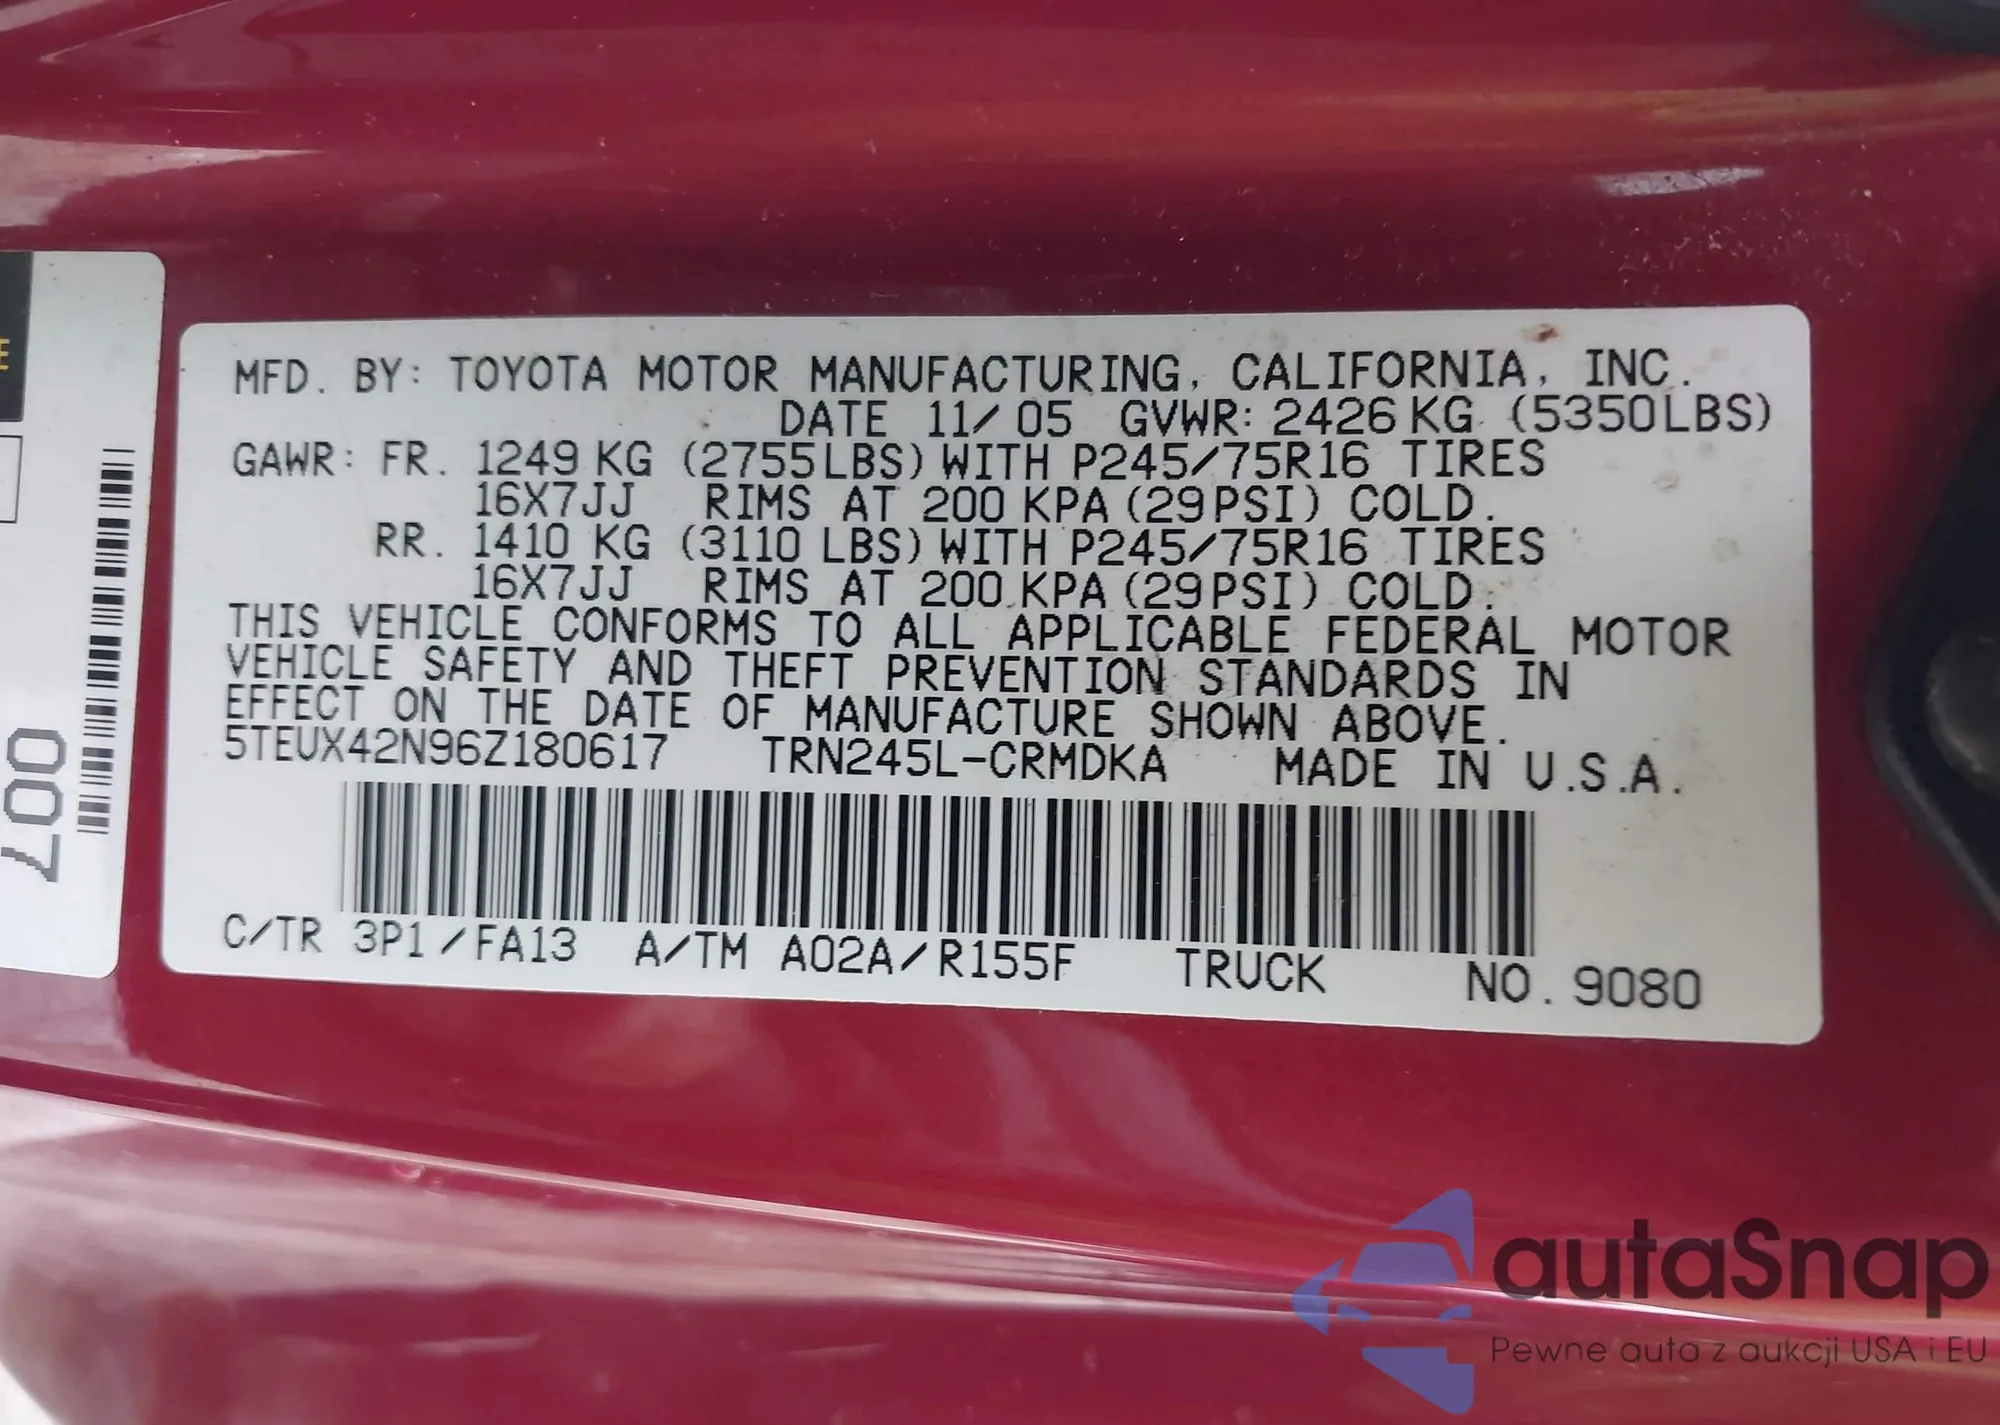 MFD. BY: TOYOTA MOTOR MANUFACTURING, CALIFORNIA, INC.
DATE 11/ 05 GVWR: 2426 KG (5350LBS)
GAWR: FR. 1249 KG (2755LBS) WITH P245/75R16 TIRES
16X7JJ RIMS AT 200 KPA (29PSI) COLD.
RR. 1410 KG (3110 LBS) WITH P245/75R16 TIRES
16X7JJ RIMS AT 200 KPA (29PSI) COLD.
THIS VEHICLE CONFORMS TO ALL APPLICABLE FEDERAL MOTOR
VEHICLE SAFETY AND THEFT PREVENTION STANDARDS IN
EFFECT ON THE DATE OF MANUFACTURE SHOWN ABOVE.
5TEUX42N96Z180617 TRN245L-CRMDKA MADE IN U.S.A.
C/TR 3P1/FA13 A/TM A02A/R155F TRUCK NO. 9080
E
007
autaSnap
Pewne auta z aukcji USA i EU